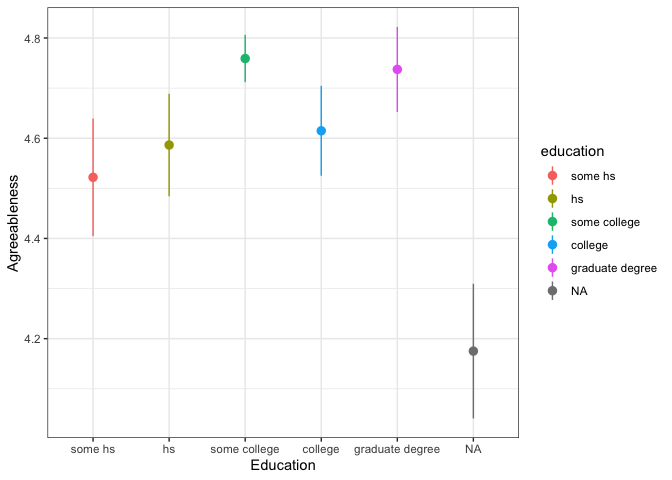 4.8
4.6
4.4
4.2
Agreeableness
some hs
hs
some college
college
graduate degree
NA
Education
education
some hs
hs
some college
college
graduate degree
NA